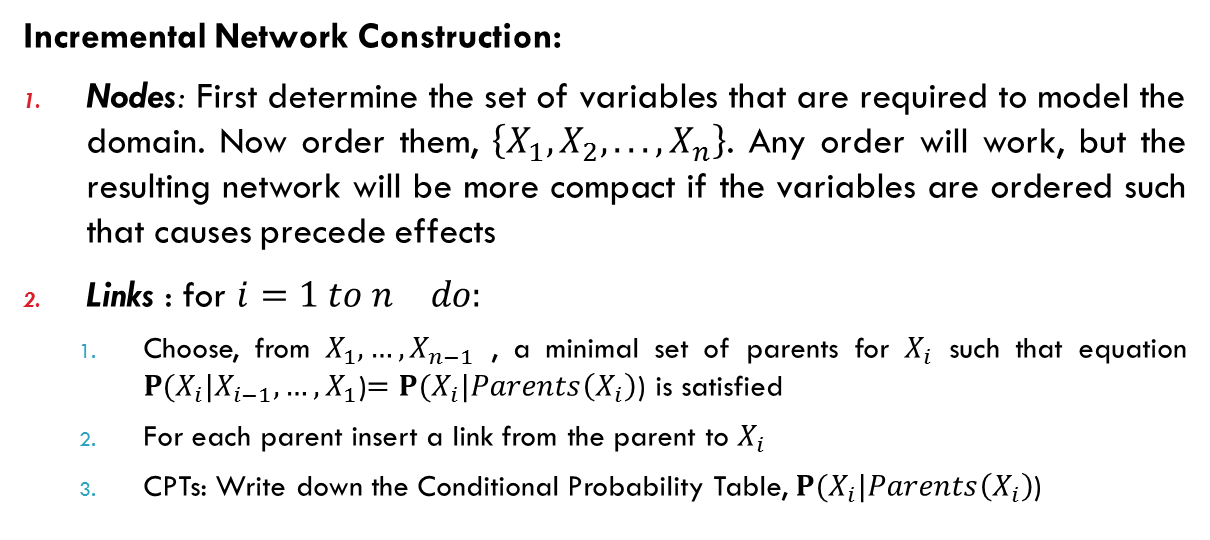 Incremental Network Construction:
1. Nodes: First determine the set of variables that are required to model the
domain. Now order them, {X₁,X₂,...,Xₙ}. Any order will work, but the
resulting network will be more compact if the variables are ordered such
that causes precede effects
2. Links : for i = 1 to n do:
1. Choose, from X₁, … , Xₙ₋₁ , a minimal set of parents for Xᵢ such that equation
P(Xᵢ|Xᵢ₋₁, … , X₁)= P(Xᵢ|Parents(Xᵢ)) is satisfied
2. For each parent insert a link from the parent to Xᵢ
3. CPTs: Write down the Conditional Probability Table, P(Xᵢ|Parents(Xᵢ))